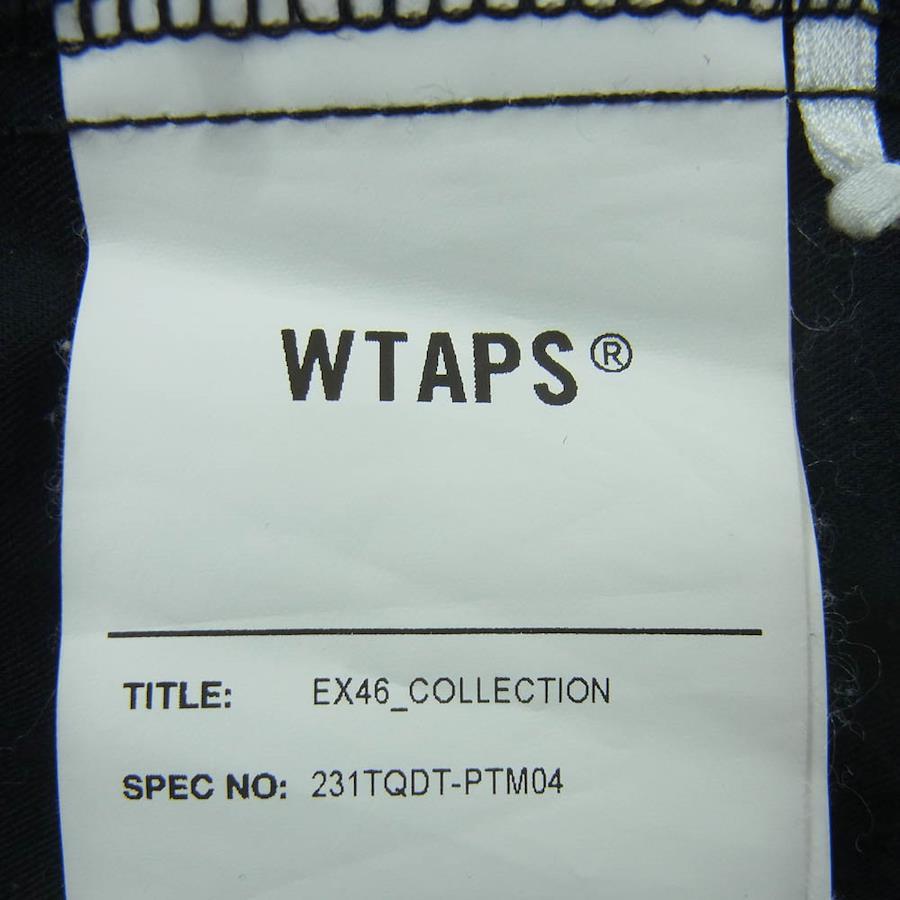 WTAPS®
TITLE: EX46_COLLECTION
SPEC NO: 231TQDT-PTM04